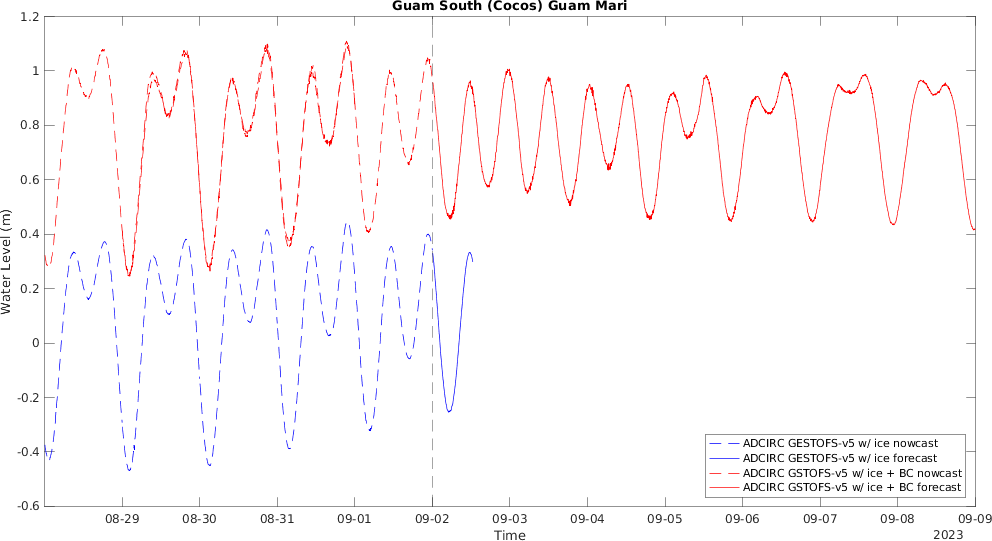 Guam South (Cocos) Guam Mari
1.2
1
0.8
0.6
0.4
0.2
0
-0.2
-0.4
-0.6
Water Level (m)
ADCIRC GESTOFS-v5 w/ ice nowcast
ADCIRC GESTOFS-v5 w/ ice forecast
ADCIRC GSTOFS-v5 w/ ice + BC nowcast
ADCIRC GSTOFS-v5 w/ ice + BC forecast
08-29 08-30 08-31 09-01 09-02 09-03 09-04 09-05 09-06 09-07 09-08 09-09
Time
2023